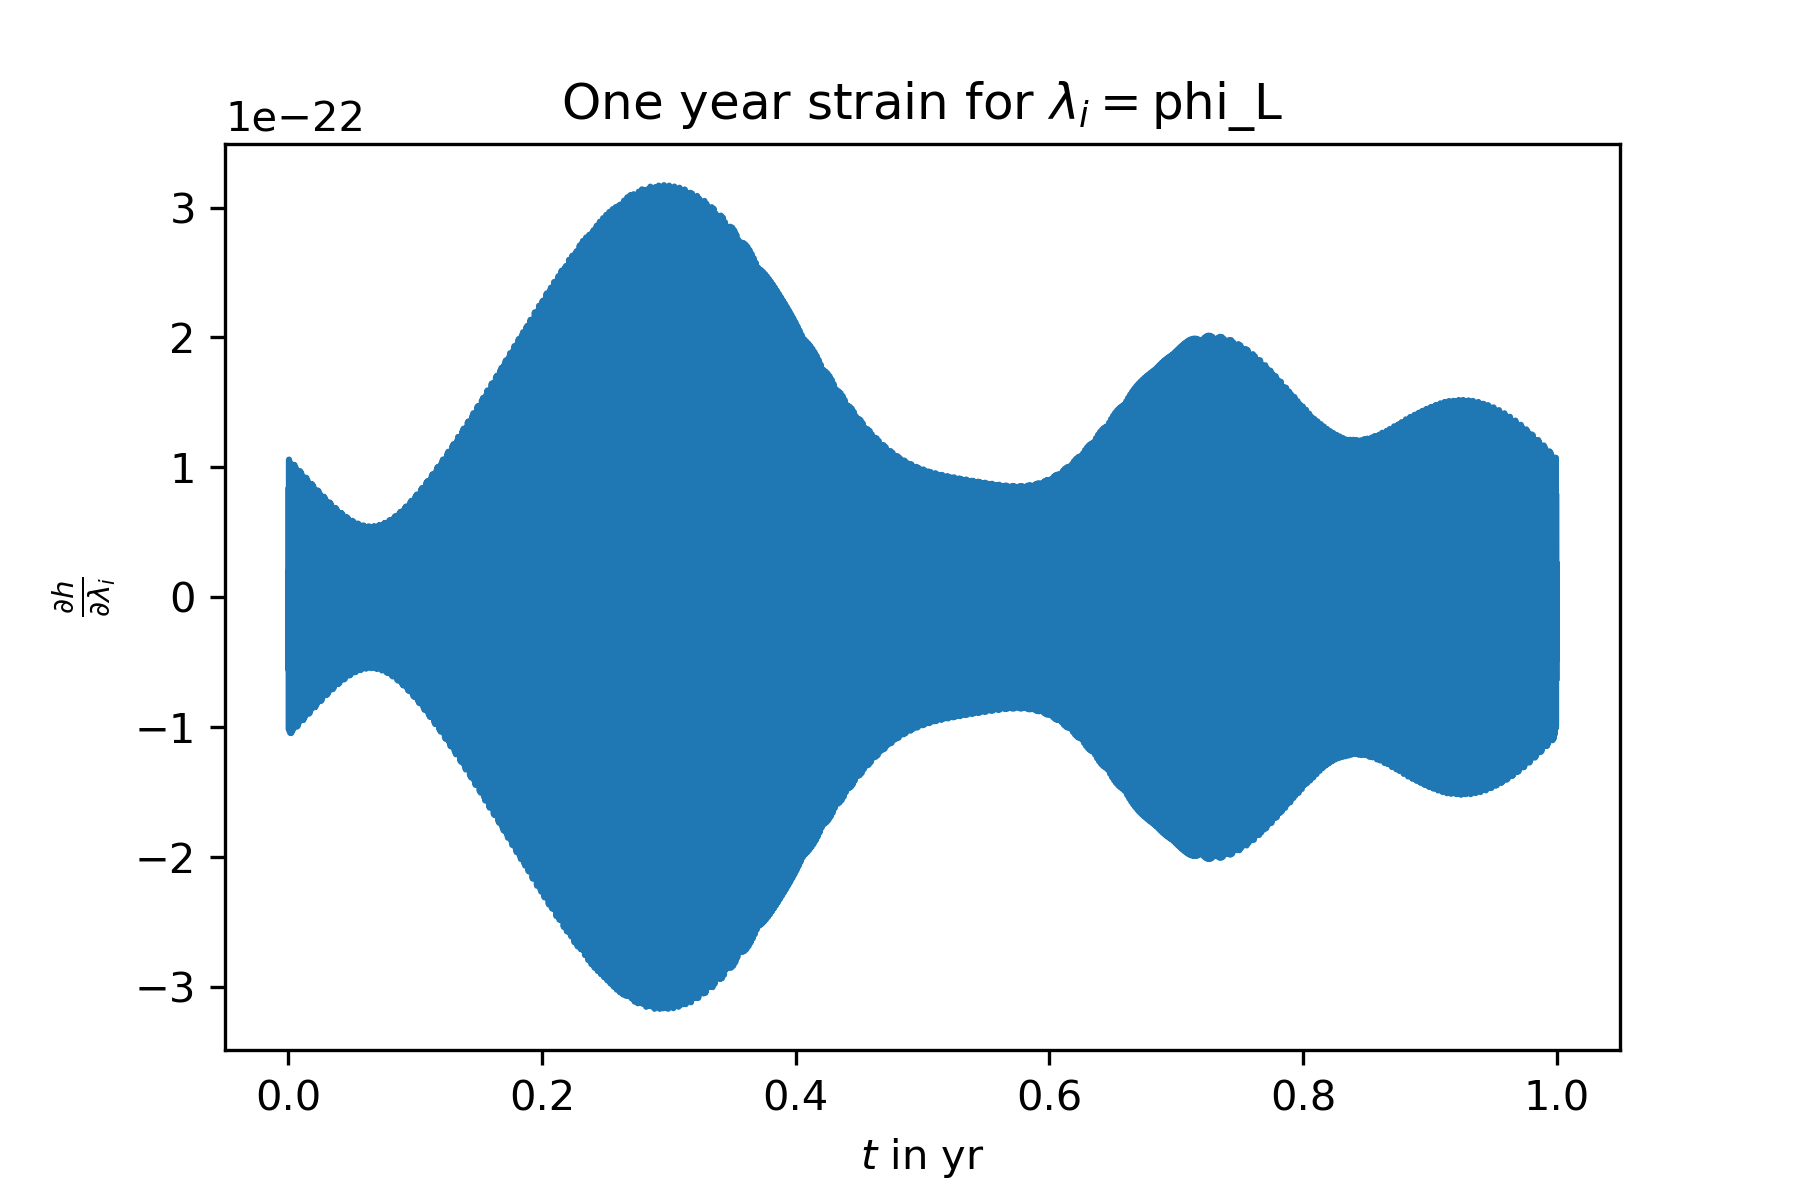 One year strain for λᵢ = phi_L
1e−22
3
2
1
0
−1
−2
−3
∂h/∂λᵢ
0.0 0.2 0.4 0.6 0.8 1.0
t in yr